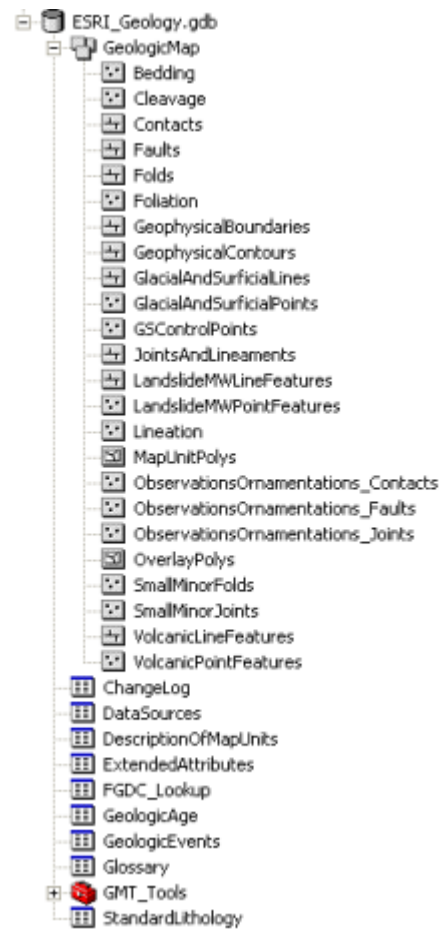 ESRI_Geology.gdb
GeologicMap
Bedding
Cleavage
Contacts
Faults
Folds
Foliation
GeophysicalBoundaries
GeophysicalContours
GlacialAndSurficialLines
GlacialAndSurficialPoints
GSControlPoints
JointsAndLineaments
LandslideMWLineFeatures
LandslideMWPointFeatures
Lineation
MapUnitPolys
ObservationsOrnamentations_Contacts
ObservationsOrnamentations_Faults
ObservationsOrnamentations_Joints
OverlayPolys
SmallMinorFolds
SmallMinorJoints
VolcanicLineFeatures
VolcanicPointFeatures
ChangeLog
DataSources
DescriptionOfMapUnits
ExtendedAttributes
FGDC_Lookup
GeologicAge
GeologicEvents
Glossary
GMT_Tools
StandardLithology